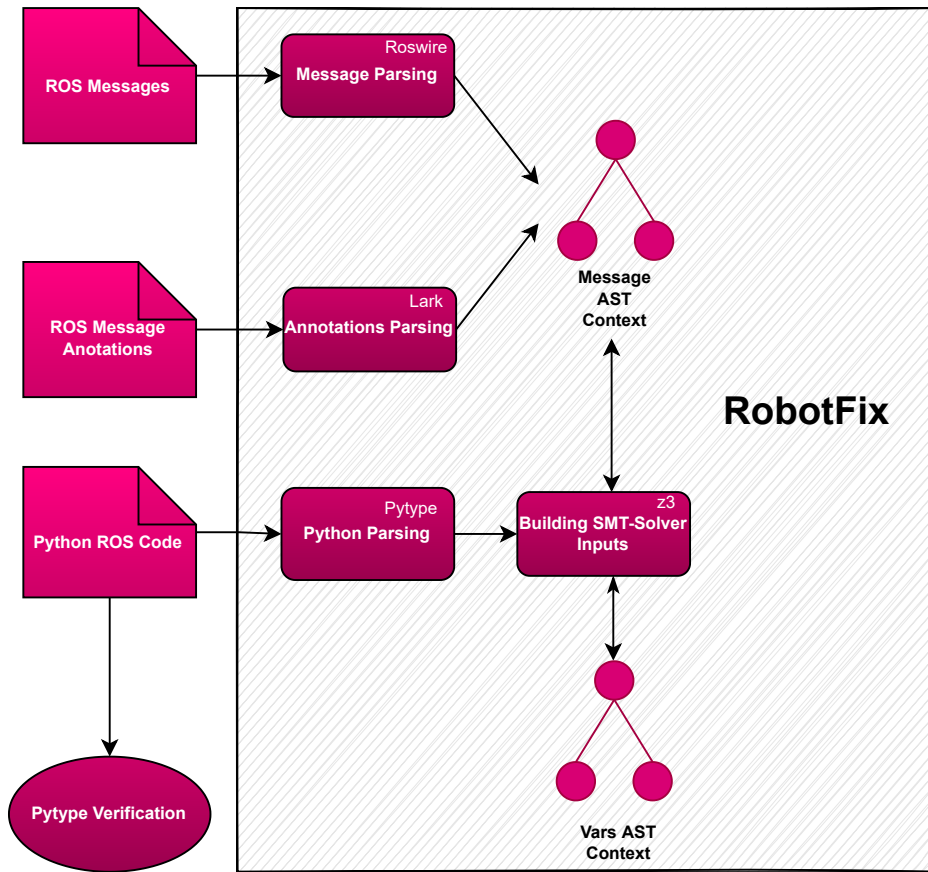 Roswire
ROS Messages
Message Parsing
Message
AST
Context
Lark
ROS Message
Anotations
Annotations Parsing
RobotFix
Pytype
Python ROS Code
Python Parsing
z3
Building SMT-Solver
Inputs
Pytype Verification
Vars AST
Context